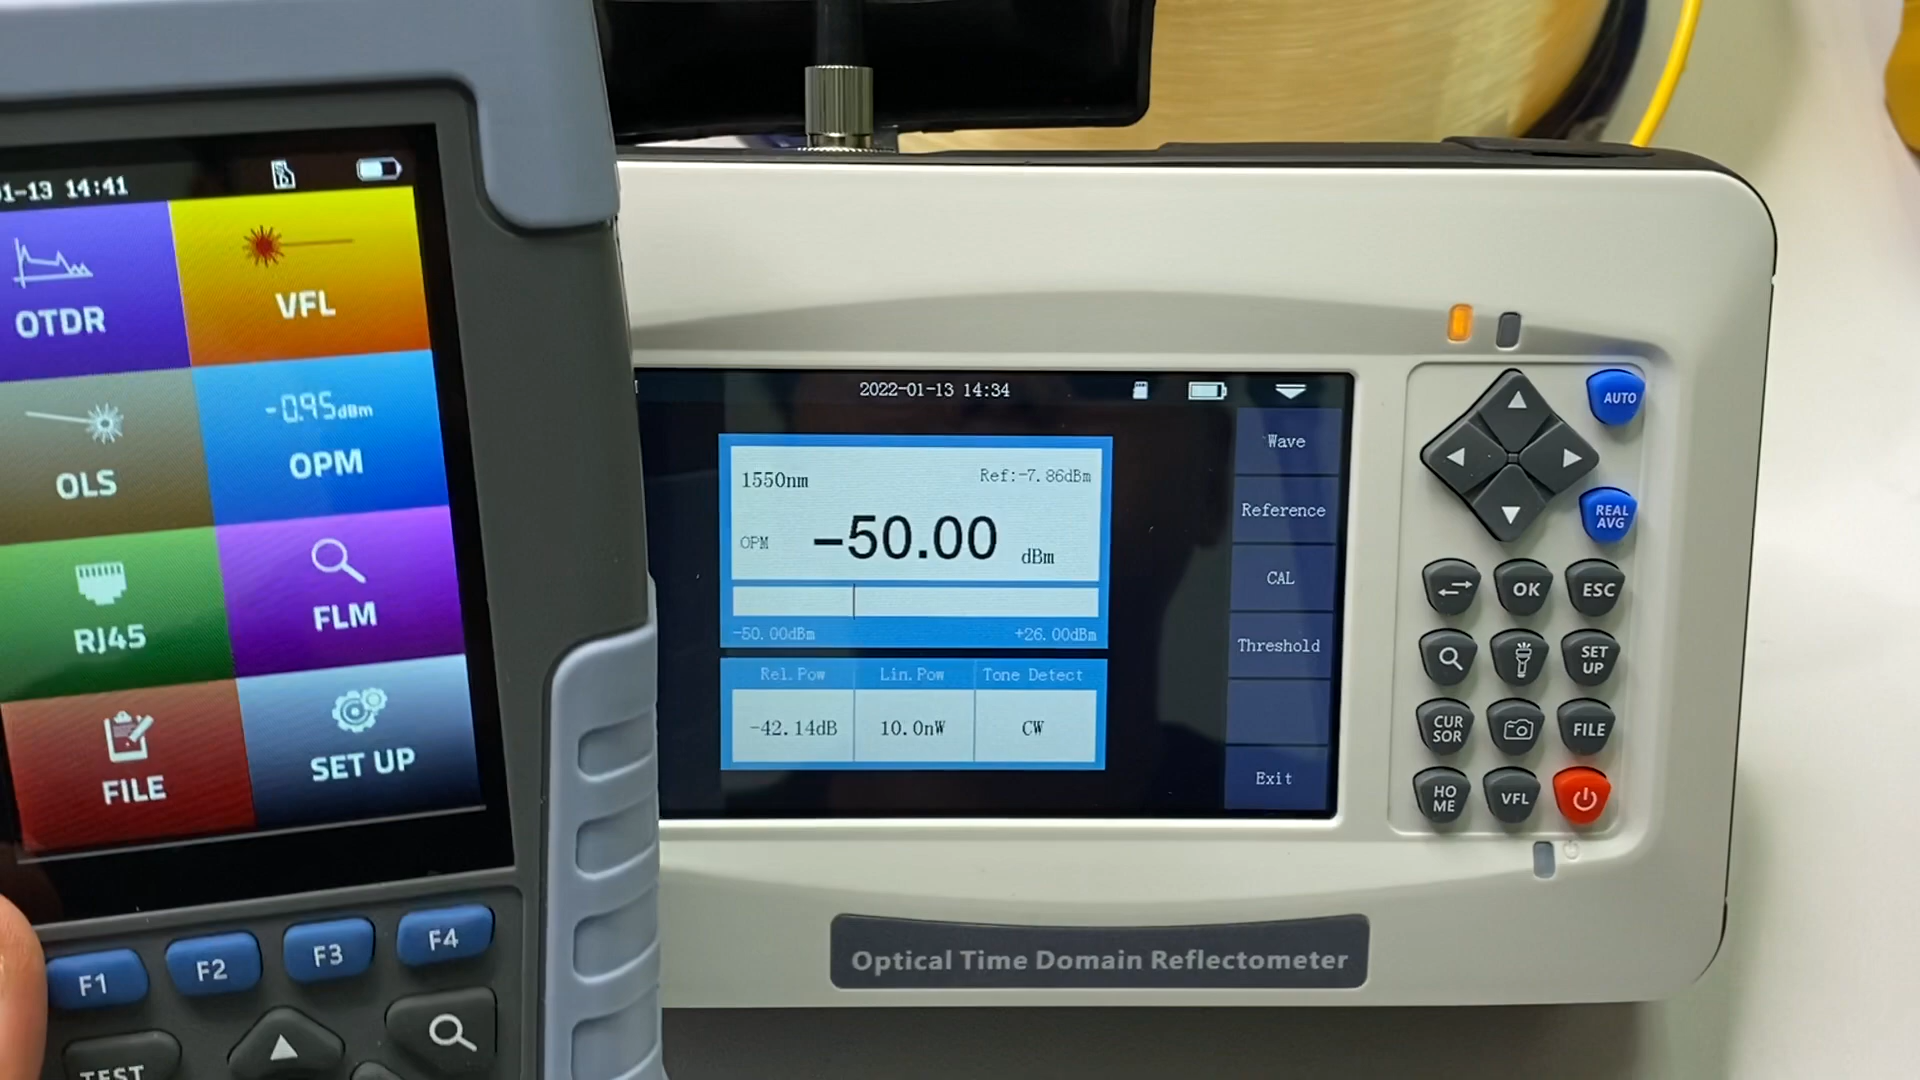 1-13 14:41
OTDR
VFL
OLS
-0.95dBm
OPM
RJ45
FLM
FILE
SET UP
F1
F2
F3
F4
TEST
2022-01-13 14:34
1550nm
Ref:-7.86dBm
OPM
-50.00
dBm
-50.00dBm
+26.00dBm
Rel.Pow
Lin.Pow
Tone Detect
-42.14dB
10.0nW
CW
Wave
Reference
CAL
Threshold
Exit
AUTO
REAL
AVG
OK
ESC
SET
UP
CUR
SOR
FILE
HO
ME
VFL
Optical Time Domain Reflectometer